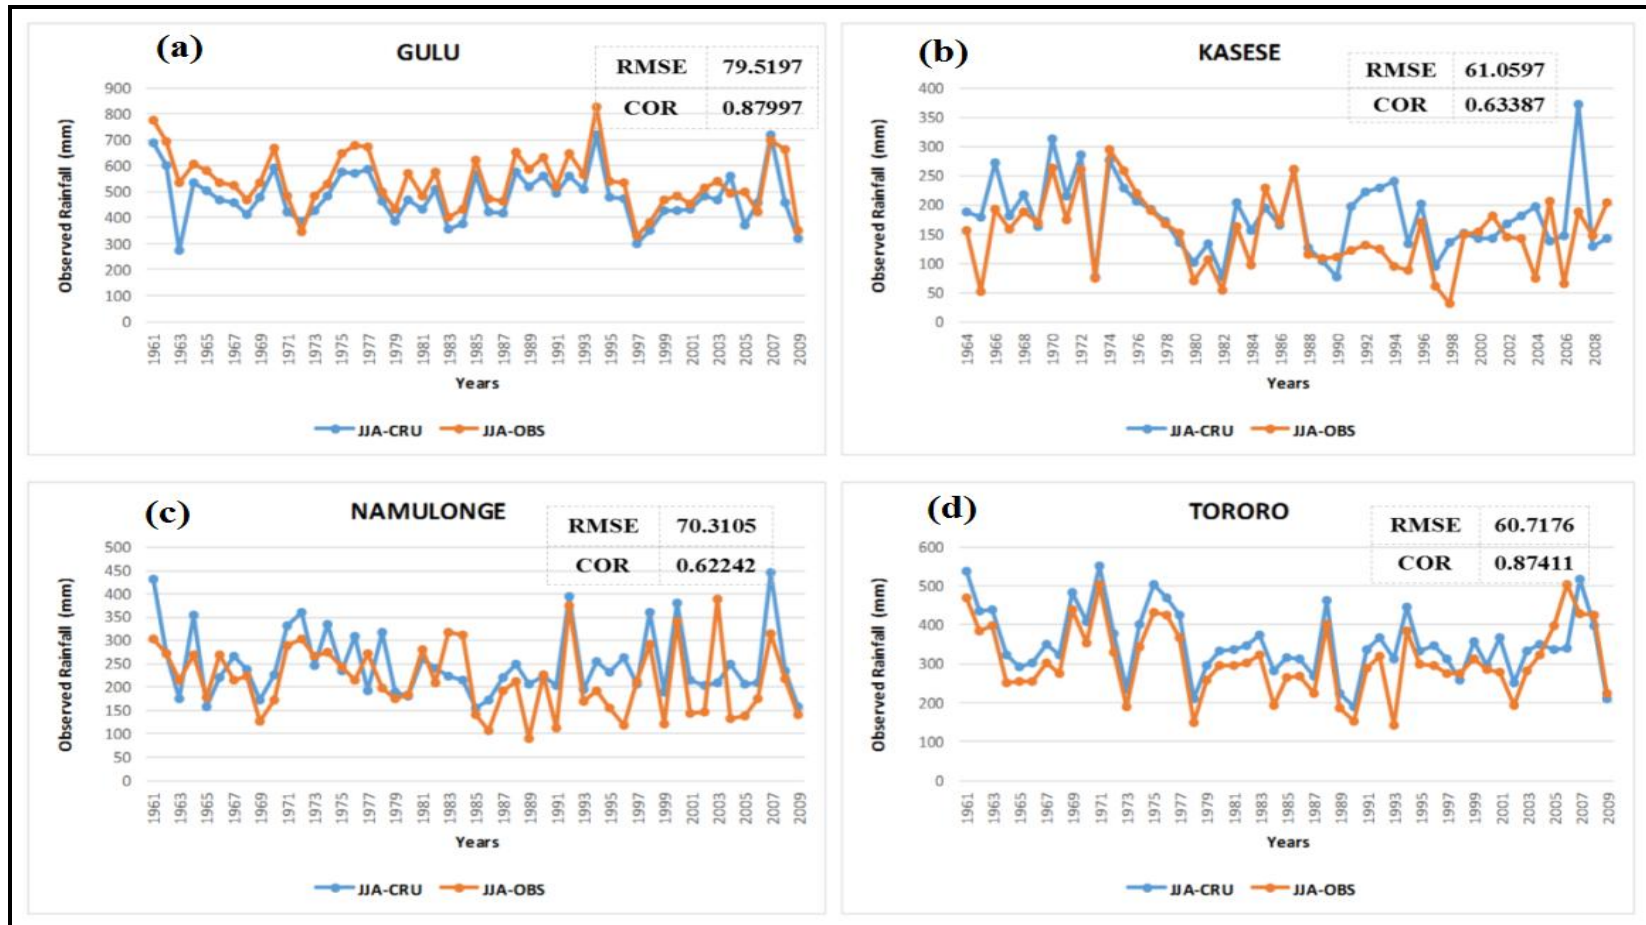 (a)
GULU
RMSE 79.5197
COR 0.87997
Observed Rainfall (mm)
900
800
700
600
500
400
300
200
100
0
1961 1963 1965 1967 1969 1971 1973 1975 1977 1979 1981 1983 1985 1987 1989 1991 1993 1995 1997 1999 2001 2003 2005 2007 2009
Years
JJA-CRU JJA-OBS
(b)
KASESE
RMSE 61.0597
COR 0.63387
Observed Rainfall (mm)
400
350
300
250
200
150
100
50
0
1964 1966 1968 1970 1972 1974 1976 1978 1980 1982 1984 1986 1988 1990 1992 1994 1996 1998 2000 2002 2004 2006 2008
Years
JJA-CRU JJA-OBS
(c)
NAMULONGE
RMSE 70.3105
COR 0.62242
Observed Rainfall (mm)
500
450
400
350
300
250
200
150
100
50
0
1961 1963 1965 1967 1969 1971 1973 1975 1977 1979 1981 1983 1985 1987 1989 1991 1993 1995 1997 1999 2001 2003 2005 2007 2009
Years
JJA-CRU JJA-OBS
(d)
TORORO
RMSE 60.7176
COR 0.87411
Observed Rainfall (mm)
600
500
400
300
200
100
0
1961 1963 1965 1967 1969 1971 1973 1975 1977 1979 1981 1983 1985 1987 1989 1991 1993 1995 1997 1999 2001 2003 2005 2007 2009
Years
JJA-CRU JJA-OBS